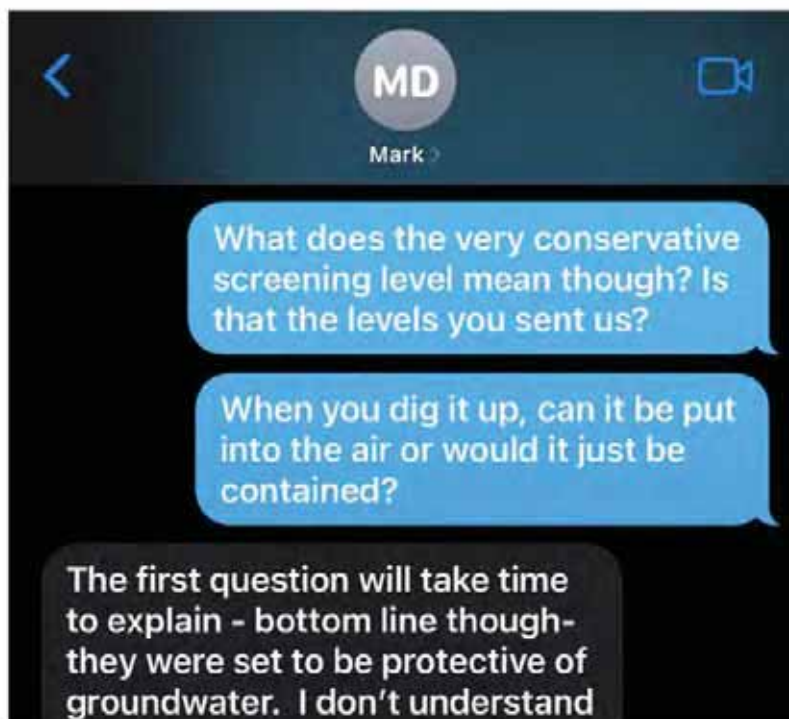 MD
Mark
What does the very conservative
screening level mean though? Is
that the levels you sent us?
When you dig it up, can it be put
into the air or would it just be
contained?
The first question will take time
to explain - bottom line though-
they were set to be protective of
groundwater.  I don't understand